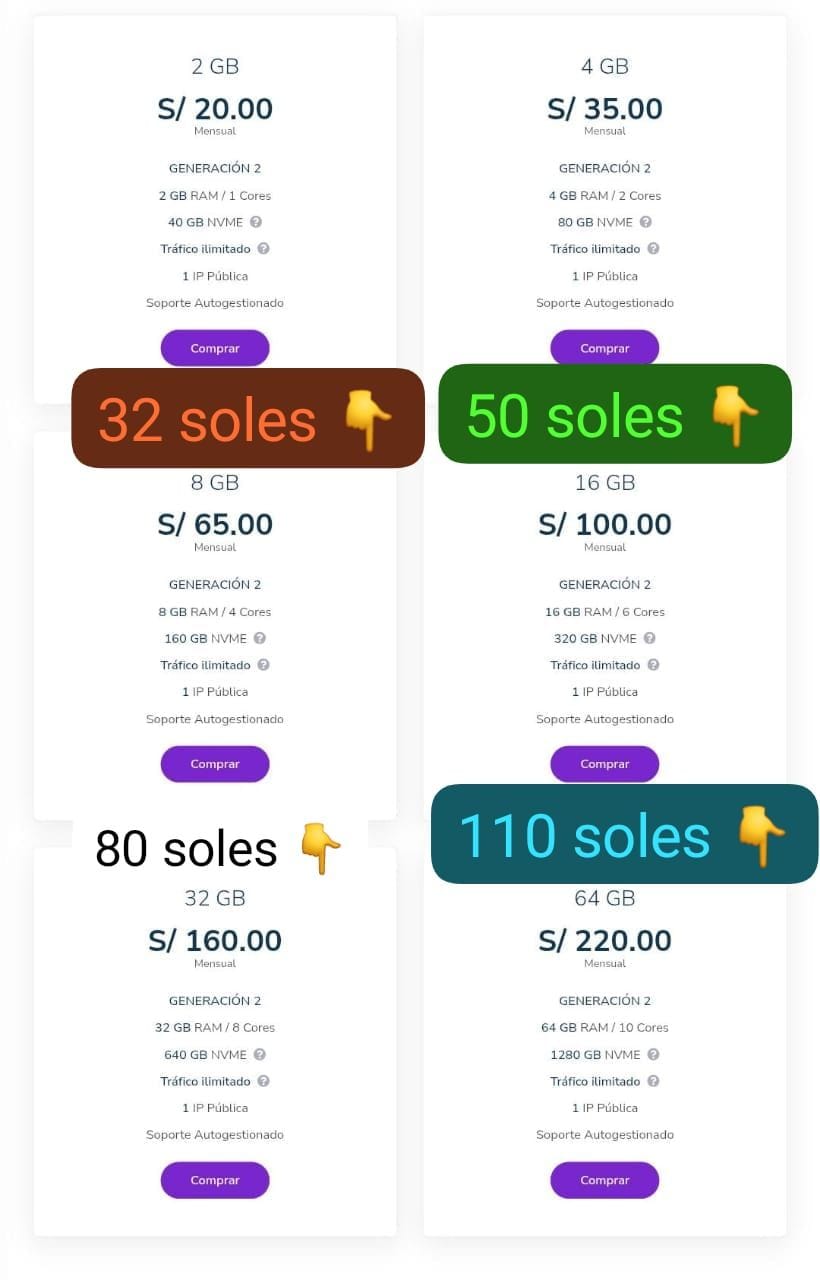 2 GB
S/ 20.00
Mensual
GENERACIÓN 2
2 GB RAM / 1 Cores
40 GB NVME ?
Tráfico ilimitado ?
1 IP Pública
Soporte Autogestionado
Comprar
4 GB
S/ 35.00
Mensual
GENERACIÓN 2
4 GB RAM / 2 Cores
80 GB NVME ?
Tráfico ilimitado ?
1 IP Pública
Soporte Autogestionado
Comprar
32 soles 👇
8 GB
S/ 65.00
Mensual
GENERACIÓN 2
8 GB RAM / 4 Cores
160 GB NVME ?
Tráfico ilimitado ?
1 IP Pública
Soporte Autogestionado
Comprar
50 soles 👇
16 GB
S/ 100.00
Mensual
GENERACIÓN 2
16 GB RAM / 6 Cores
320 GB NVME ?
Tráfico ilimitado ?
1 IP Pública
Soporte Autogestionado
Comprar
80 soles 👇
32 GB
S/ 160.00
Mensual
GENERACIÓN 2
32 GB RAM / 8 Cores
640 GB NVME ?
Tráfico ilimitado ?
1 IP Pública
Soporte Autogestionado
Comprar
110 soles 👇
64 GB
S/ 220.00
Mensual
GENERACIÓN 2
64 GB RAM / 10 Cores
1280 GB NVME ?
Tráfico ilimitado ?
1 IP Pública
Soporte Autogestionado
Comprar